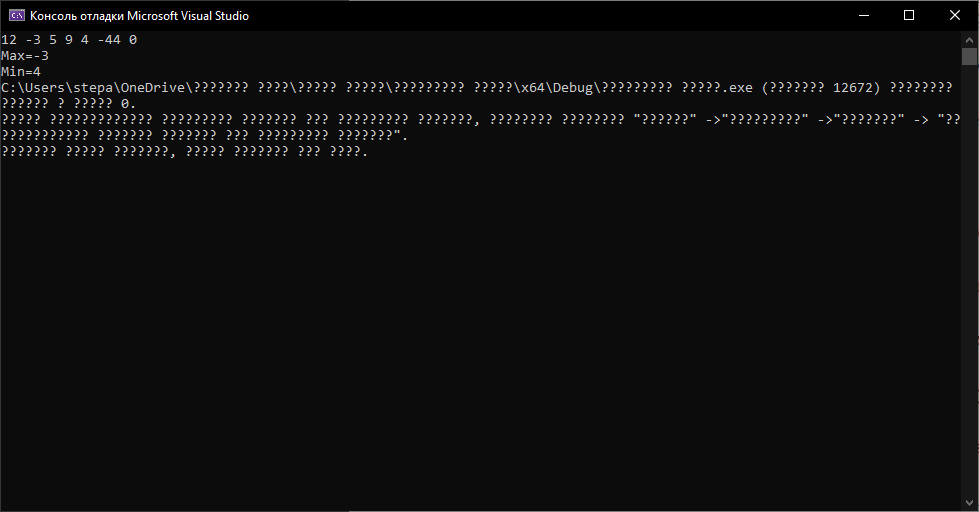 Консоль отладки Microsoft Visual Studio
12 -3 5 9 4 -44 0
Max=-3
Min=4
C:\Users\stepa\OneDrive\??????? ????\????? ?????\????????? ?????\x64\Debug\????????? ?????.exe (??????? 12672) ????????
?????? ? ????? 0.
????? ????????????? ????????? ??????? ??? ????????? ???????, ???????? ???????? "??????" ->"?????????" ->"???????" -> "??
??????????? ??????? ??????? ??? ????????? ???????".
??????? ????? ???????, ????? ??????? ??? ????.